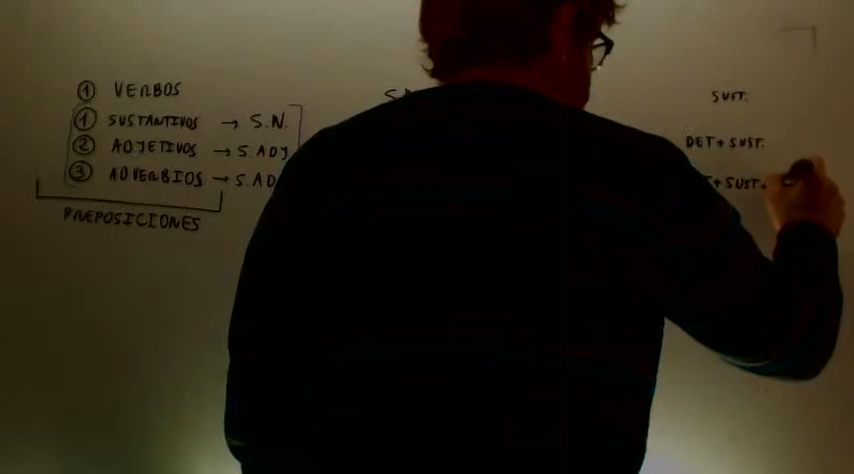 ① VERBOS
① SUSTANTIVOS → S.N.
② ADJETIVOS → S.ADJ
③ ADVERBIOS → S.AD
PREPOSICIONES
SUST.
DET + SUST.
T + SUST +